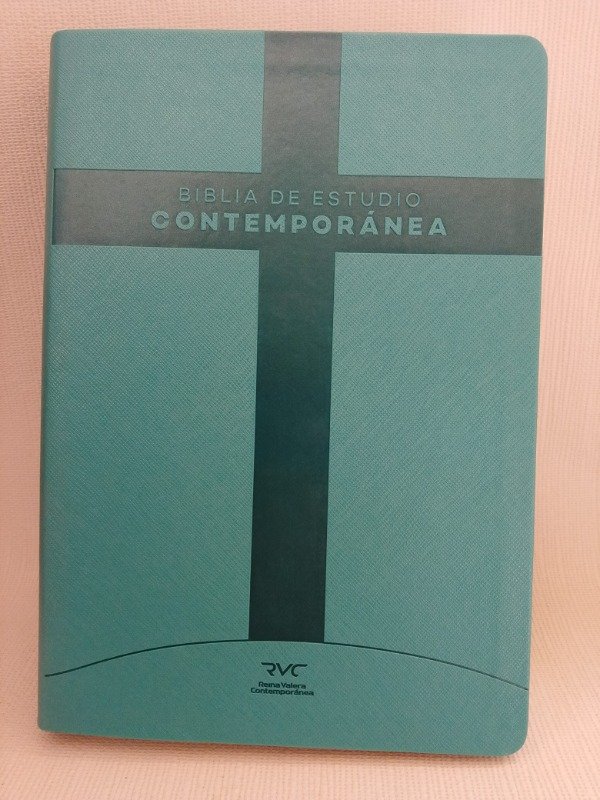 BIBLIA DE ESTUDIO
CONTEMPORÁNEA
RVC
Reina Valera
Contemporánea